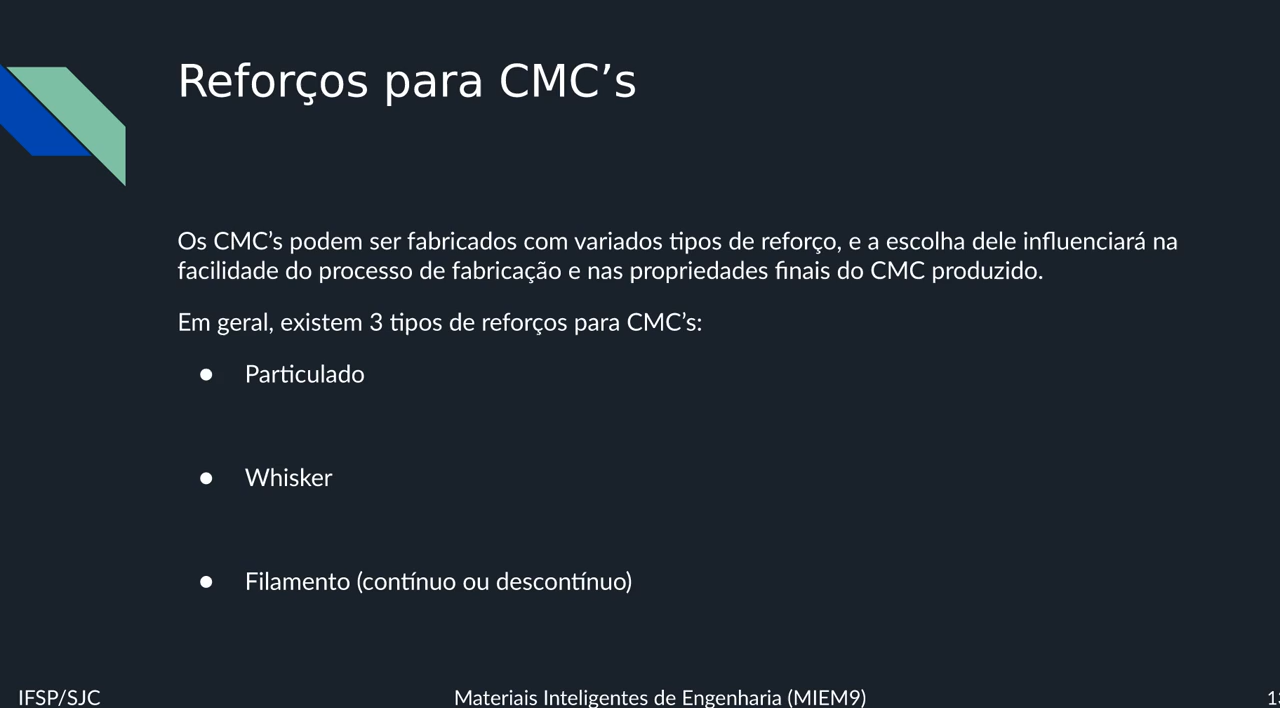 Reforços para CMC’s
Os CMC’s podem ser fabricados com variados tipos de reforço, e a escolha dele influenciará na
facilidade do processo de fabricação e nas propriedades finais do CMC produzido.
Em geral, existem 3 tipos de reforços para CMC’s:
● Particulado
● Whisker
● Filamento (contínuo ou descontínuo)
IFSP/SJC Materiais Inteligentes de Engenharia (MIEM9)